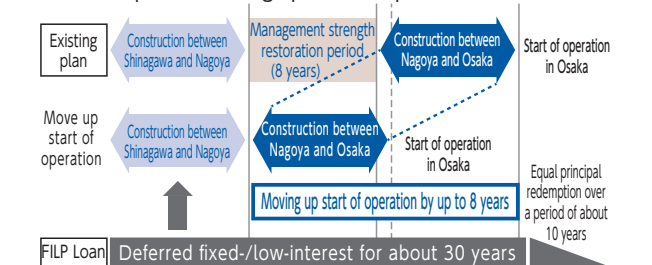 Existing
plan
Construction between
Shinagawa and Nagoya
Management strength
restoration period
(8 years)
Construction between
Nagoya and Osaka
Start of operation
in Osaka
Move up
start of
operation
Construction between
Shinagawa and Nagoya
Construction between
Nagoya and Osaka
Start of operation
in Osaka
Moving up start of operation by up to 8 years
Equal principal
redemption over
a period of about
10 years
FILP Loan
Deferred fixed-/low-interest for about 30 years